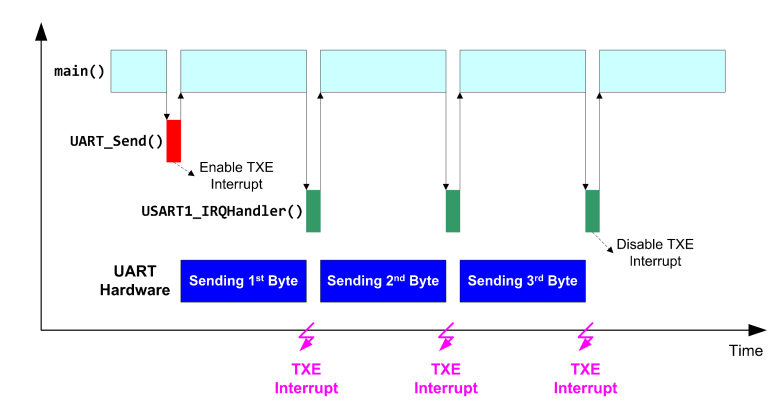 main()
UART_Send()
Enable TXE
Interrupt
USART1_IRQHandler()
Disable TXE
Interrupt
UART
Hardware
Sending 1st Byte
Sending 2nd Byte
Sending 3rd Byte
Time
TXE
Interrupt
TXE
Interrupt
TXE
Interrupt